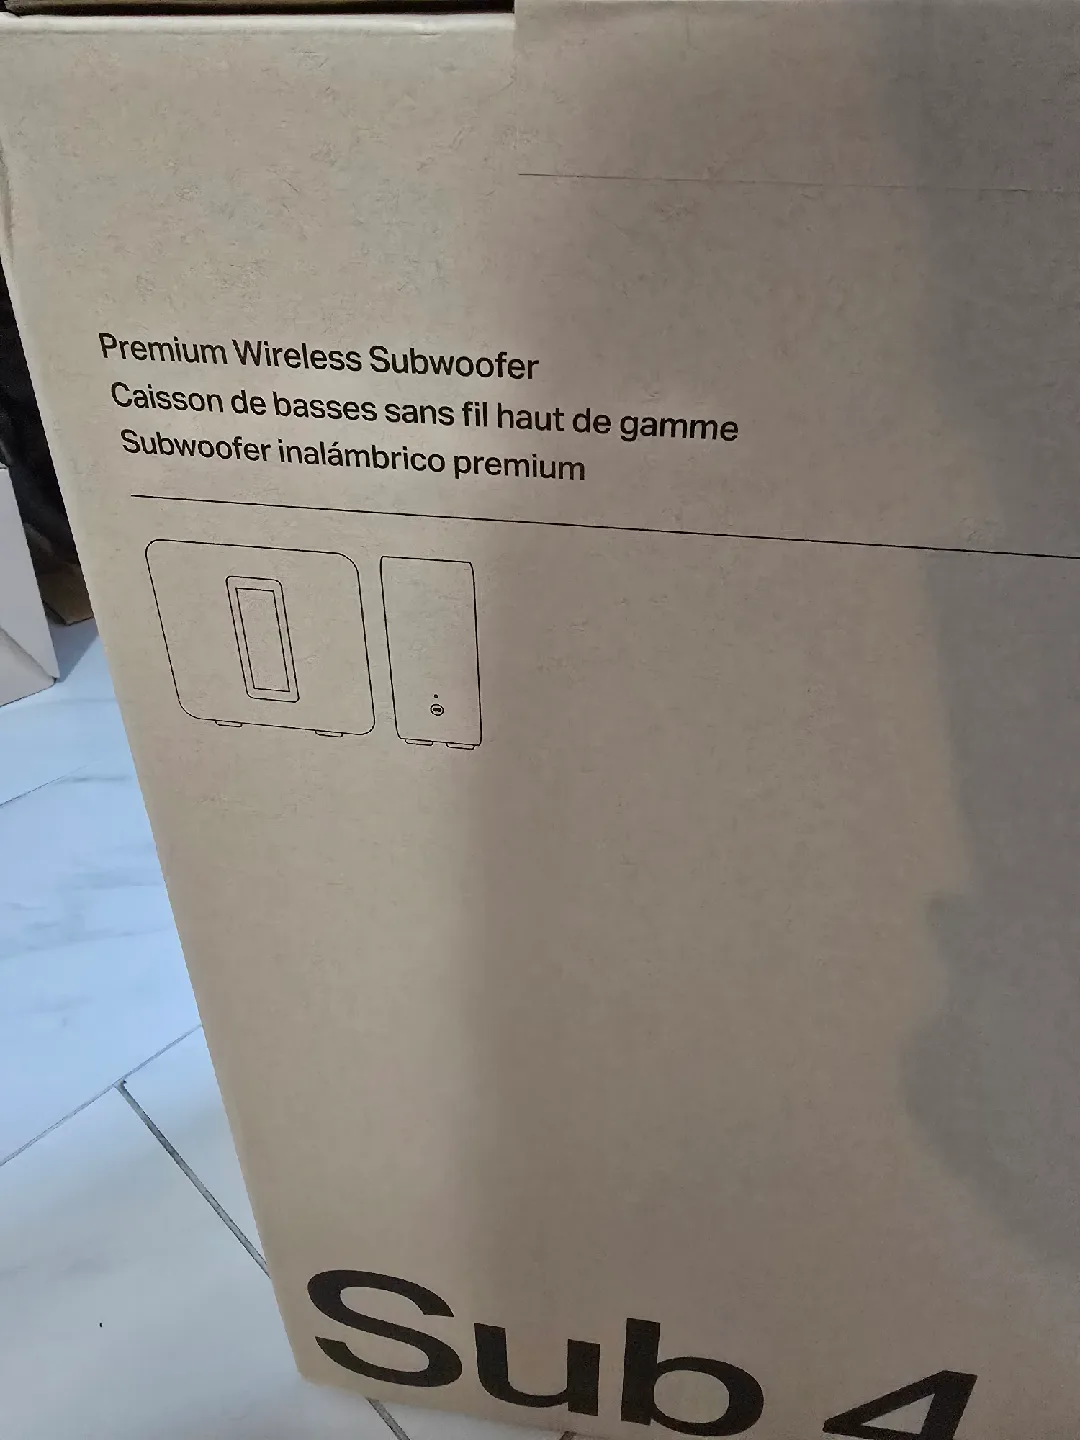 Premium Wireless Subwoofer
Caisson de basses sans fil haut de gamme
Subwoofer inalámbrico premium
Sub 4